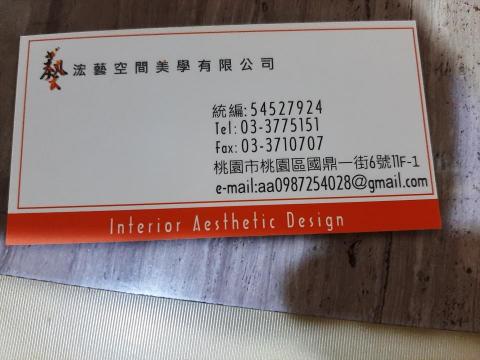 浤藝空間美學有限公司
統編:54527924
Tel:03-3775151
Fax:03-3710707
桃園市桃園區國鼎一街6號11F-1
e-mail:aa0987254028@gmail.com
Interior Aesthetic Design